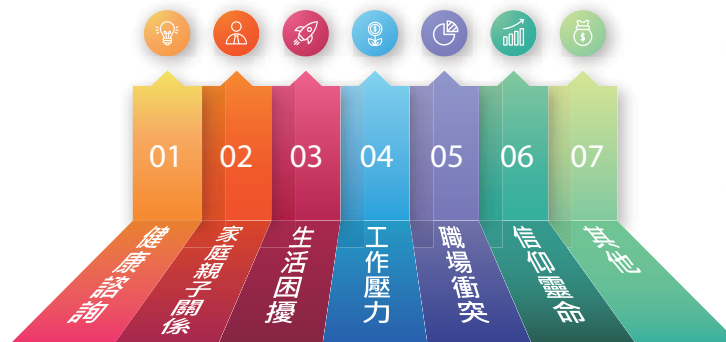 01
02
03
04
05
06
07
健康諮詢
家庭親子關係
生活困擾
工作壓力
職場衝突
信仰靈命
其他